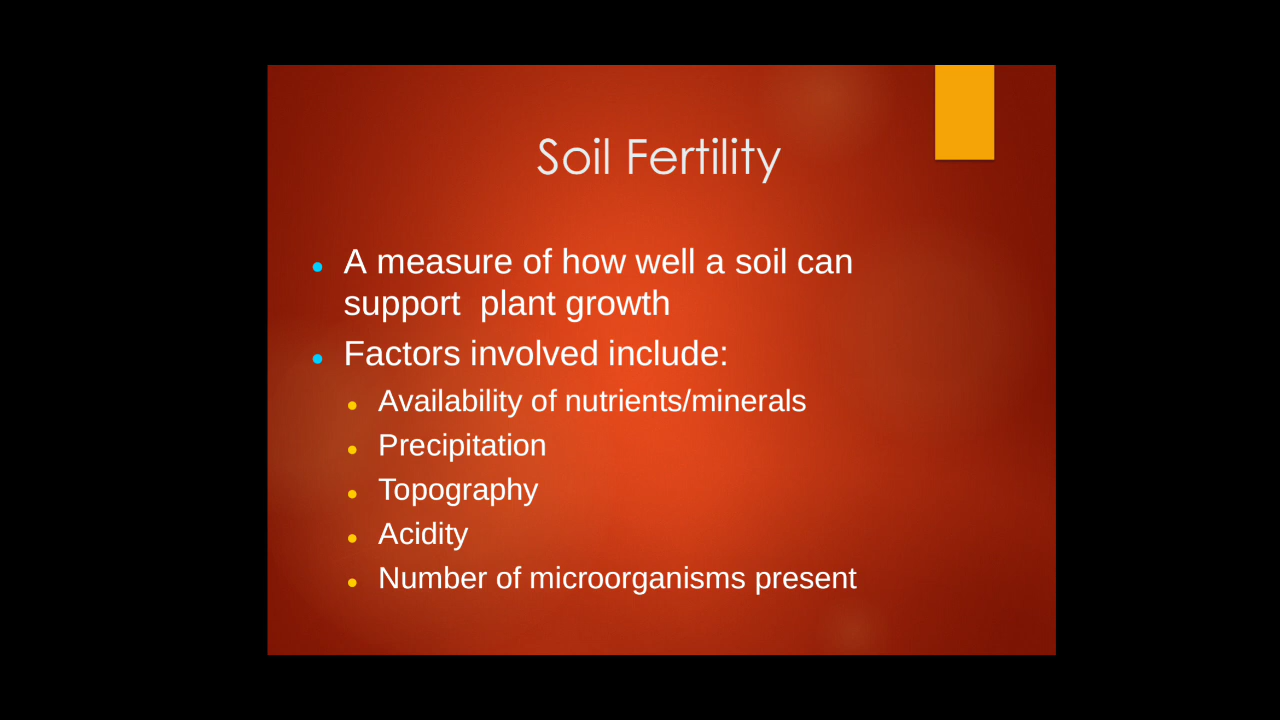 Soil Fertility
A measure of how well a soil can
support  plant growth
Factors involved include:
Availability of nutrients/minerals
Precipitation
Topography
Acidity
Number of microorganisms present